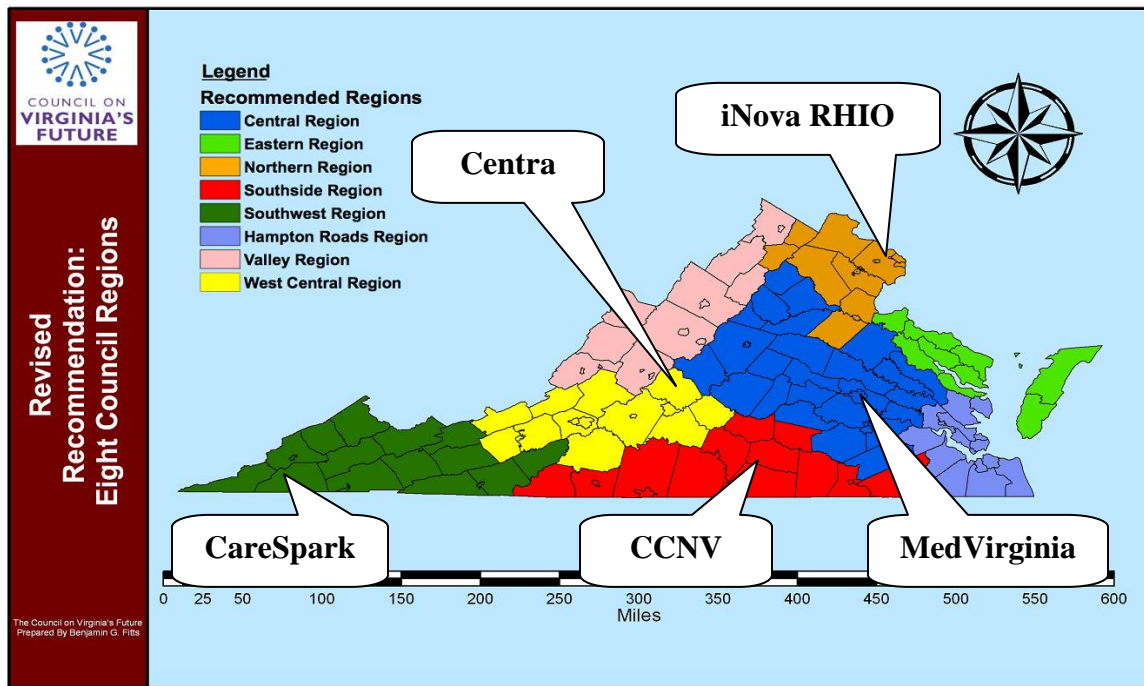 COUNCIL ON
VIRGINIA'S
FUTURE
Revised
Recommendation:
Eight Council Regions
The Council on Virginia's Future
Prepared By Benjamin G. Fitts
Legend
Recommended Regions
Central Region
Eastern Region
Northern Region
Southside Region
Southwest Region
Hampton Roads Region
Valley Region
West Central Region
Centra
iNova RHIO
CareSpark
CCNV
MedVirginia
0 25 50 100 150 200 250 300 350 400 450 500 550 600
Miles